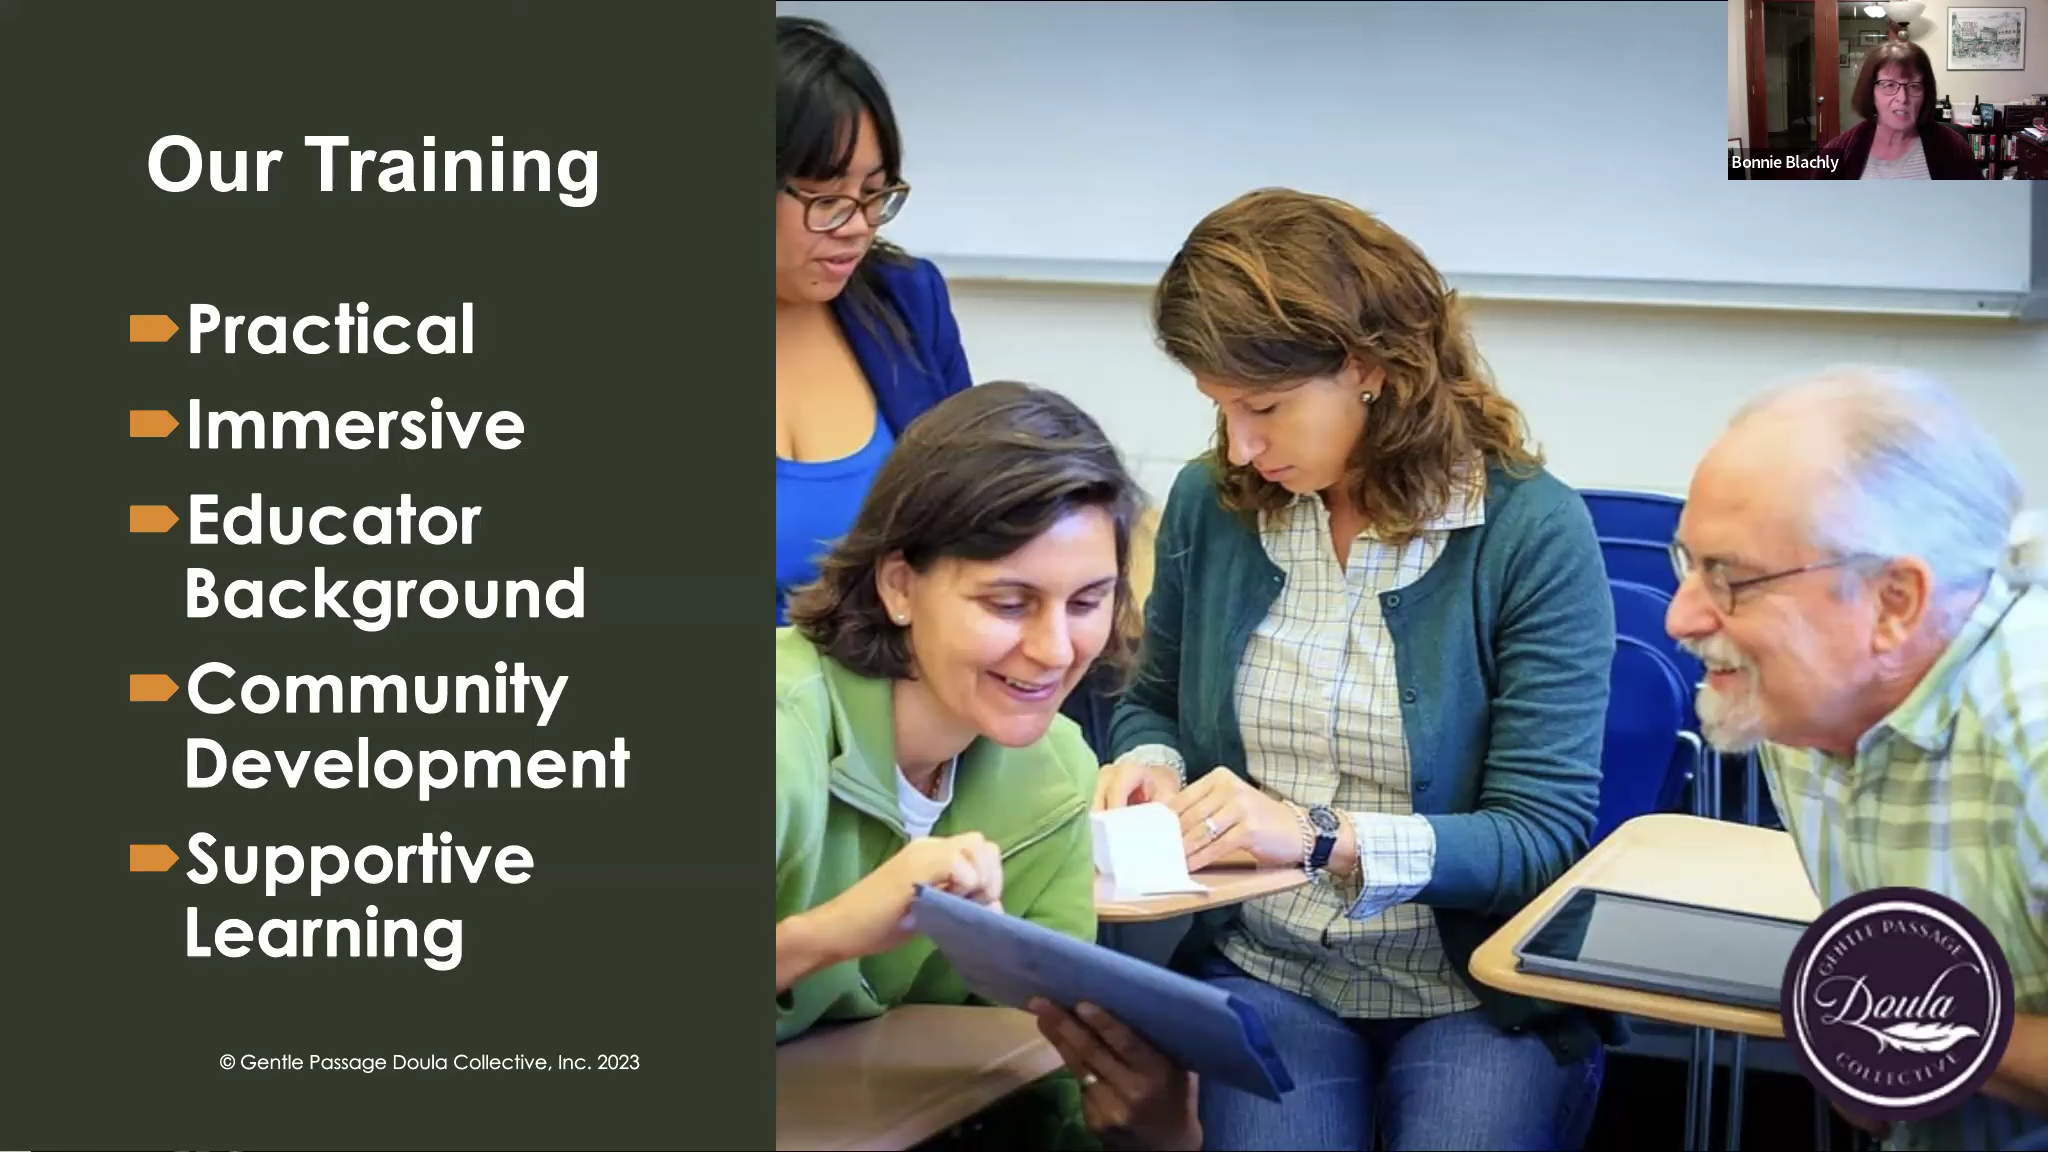 Our Training
Practical
Immersive
Educator
Background
Community
Development
Supportive
Learning
© Gentle Passage Doula Collective, Inc. 2023
Bonnie Blachly
GENTLE PASSAGE
Doula
COLLECTIVE